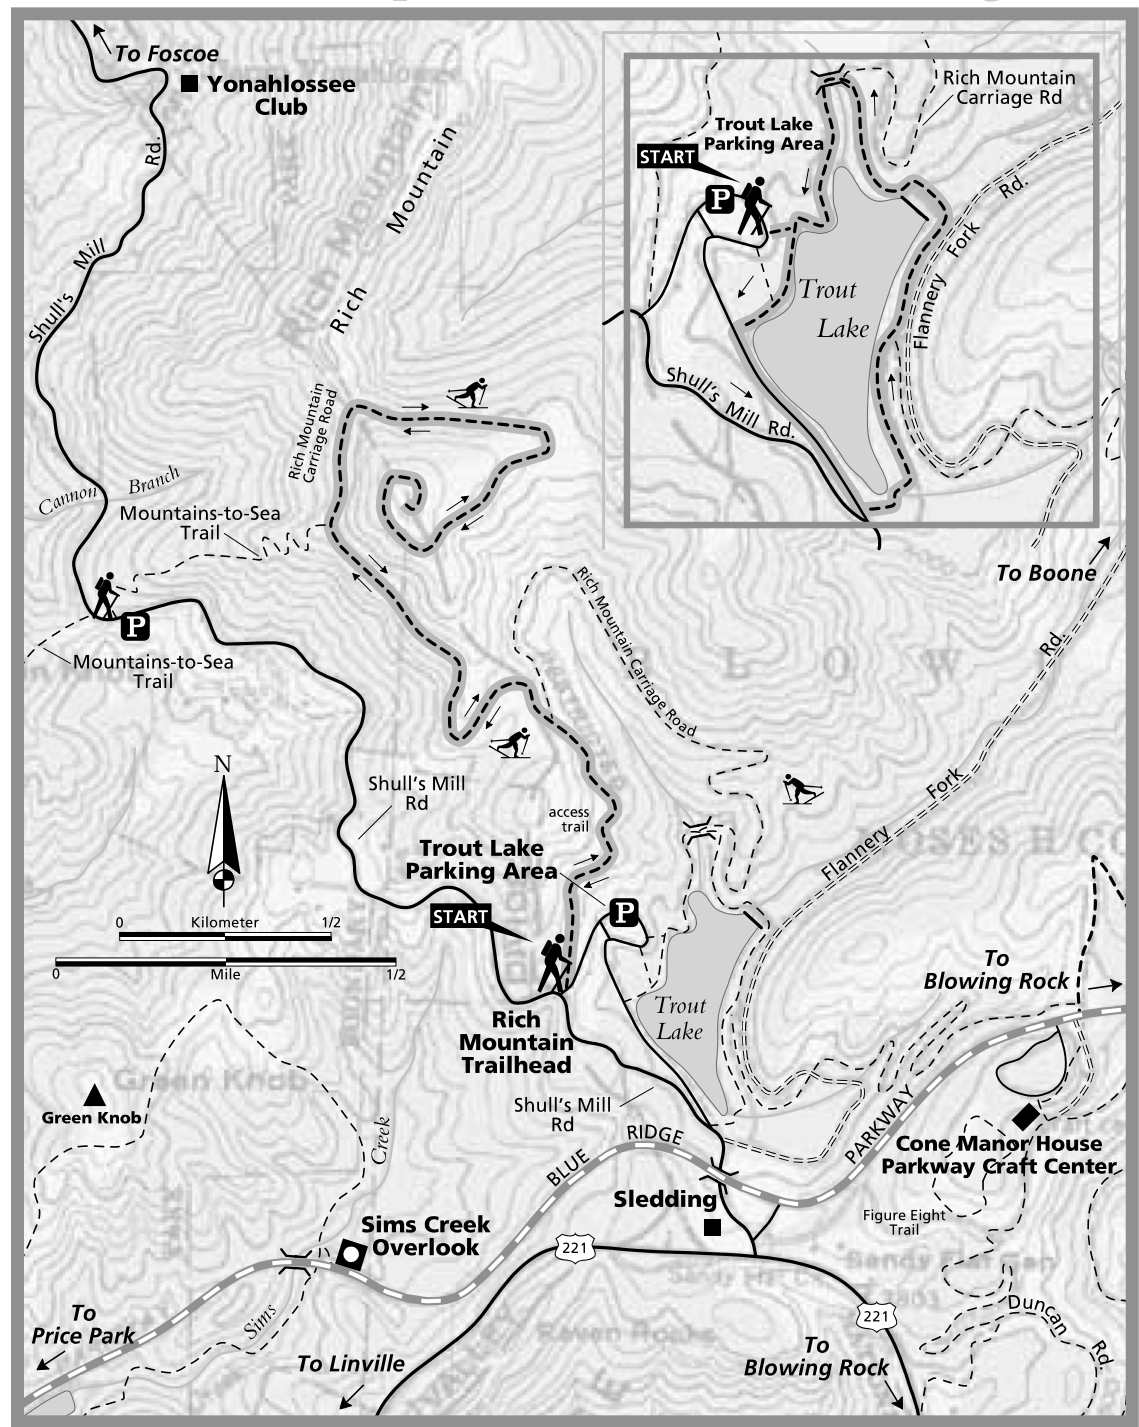 To Foscoe
Yonahlossee
Club
Rd.
Mill
Shull's
Rich
Mountain
Rich Mountain
Carriage Rd
Trout Lake
Parking Area
START
P
Trout
Lake
Flannery
Fork
Rd.
Shull's
Mill
Rd.
To Boone
Rich Mountain
Carriage Road
Cannon
Branch
Mountains-to-Sea
Trail
P
Mountains-to-Sea
Trail
Rich Mountain Carriage Road
Rd.
Fork
Flannery
N
Shull's Mill
Rd
access
trail
Trout Lake
Parking Area
P
START
0
Kilometer
1/2
0
Mile
1/2
Rich
Mountain
Trailhead
Trout
Lake
To
Blowing Rock
Green Knob
Green Knob
Creek
Shull's Mill
Rd
BLUE
RIDGE
PARKWAY
Cone Manor House
Parkway Craft Center
Sledding
Figure Eight
Trail
Sims Creek
Overlook
221
221
Sims
To
Price Park
To Linville
To
Blowing Rock
Duncan
Rd.